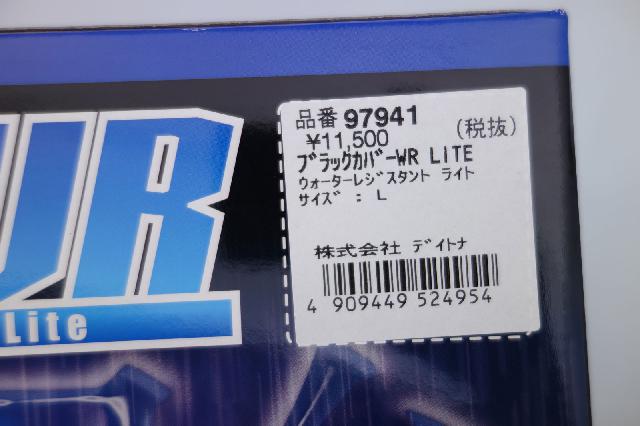 WR
Lite
品番 97941
¥11,500 (税抜)
ブラックカバーWR LITE
ウォーターレジスタント ライト
サイズ : L
株式会社 デイトナ
4 909449 524954